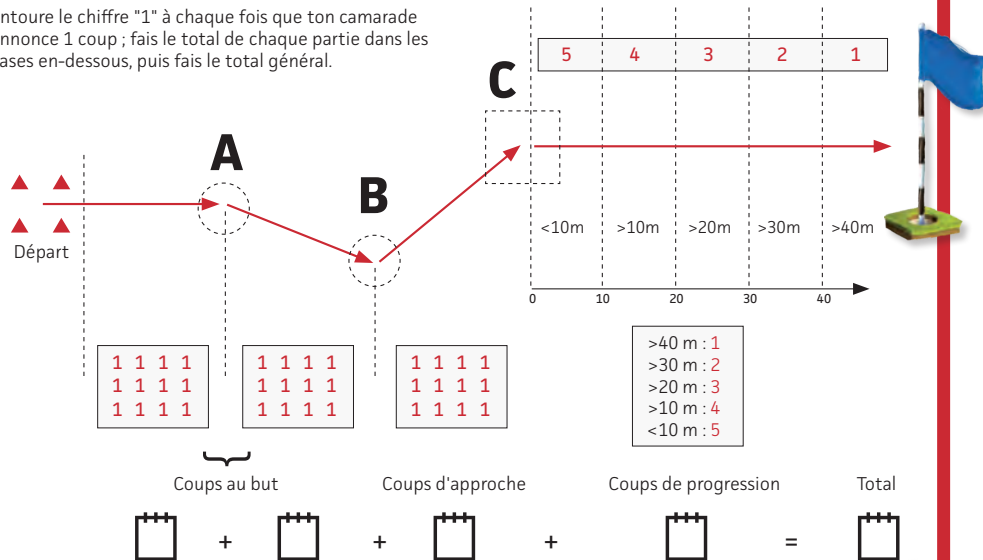 ntoure le chiffre "1" à chaque fois que ton camarade
nnonce 1 coup ; fais le total de chaque partie dans les
ases en-dessous, puis fais le total général.
5 4 3 2 1
C
A
B
Départ
<10m >10m >20m >30m >40m
0 10 20 30 40
1 1 1 1 1 1 1 1 1 1 1 1
1 1 1 1 1 1 1 1 1 1 1 1
1 1 1 1 1 1 1 1 1 1 1 1
>40 m : 1
>30 m : 2
>20 m : 3
>10 m : 4
<10 m : 5
Coups au but Coups d'approche Coups de progression Total
+ + + =